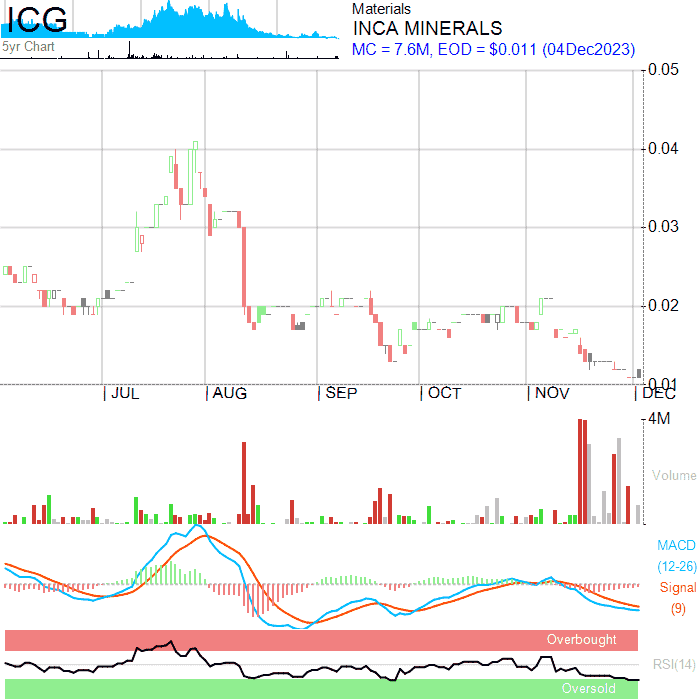 ICG
5yr Chart
Materials
INCA MINERALS
MC = 7.6M, EOD = $0.011 (04Dec2023)
0.05
0.04
0.03
0.02
0.01
JUL AUG SEP OCT NOV DEC
4M
Volume
MACD
(12-26)
Signal
(9)
Overbought
RSI(14)
Oversold